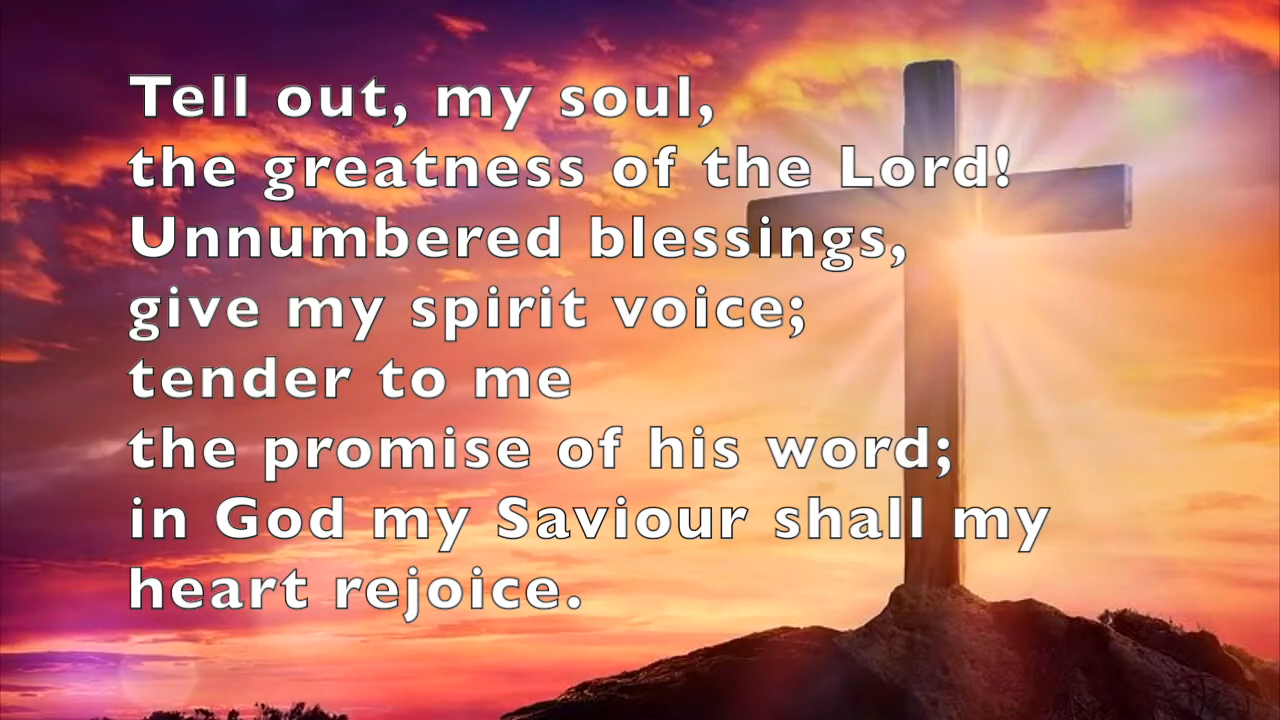 Tell out, my soul,
the greatness of the Lord!
Unnumbered blessings,
give my spirit voice;
tender to me
the promise of his word;
in God my Saviour shall my
heart rejoice.